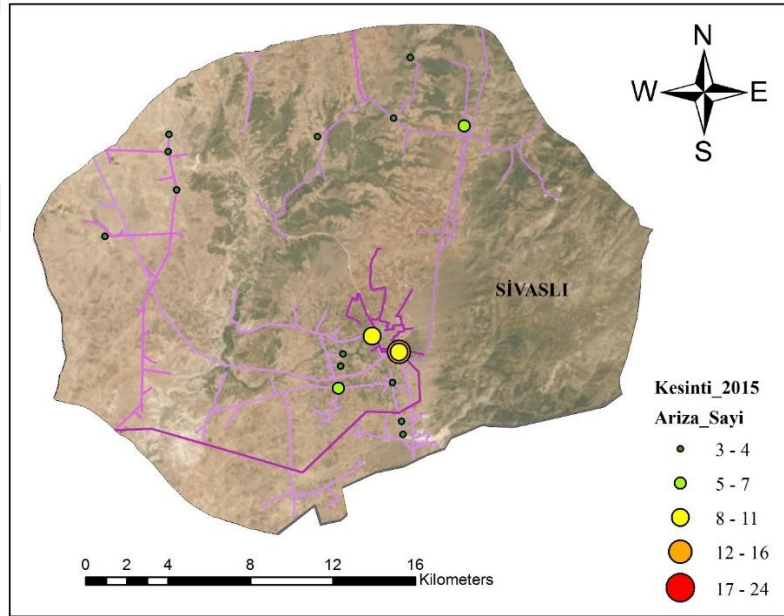 N
W E
S
SİVASLI
Kesinti_2015
Ariza_Sayi
3 - 4
5 - 7
8 - 11
12 - 16
17 - 24
0 2 4 8 12 16
Kilometers